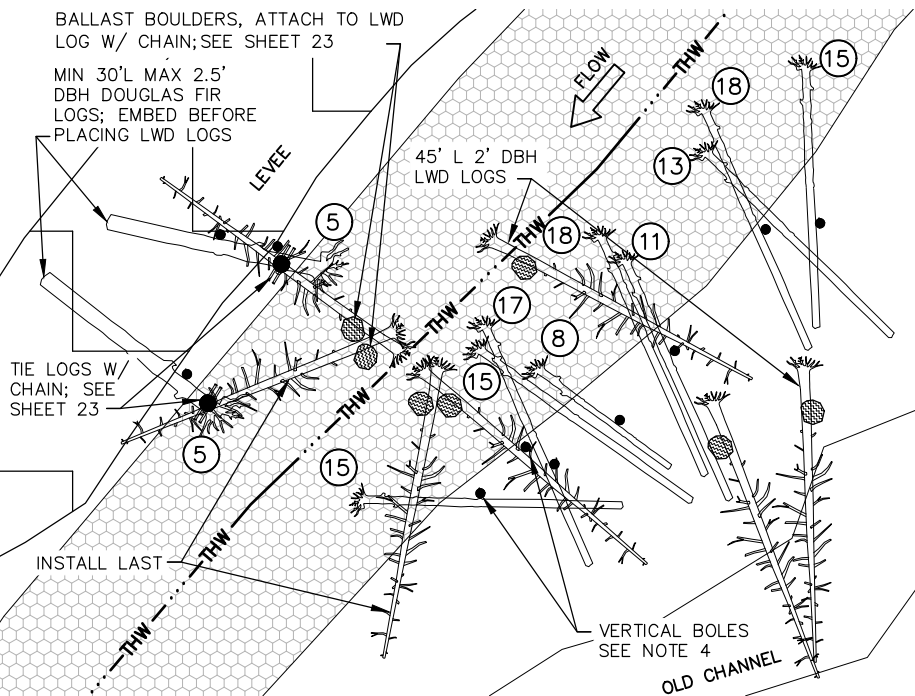 BALLAST BOULDERS, ATTACH TO LWD
LOG W/ CHAIN; SEE SHEET 23
MIN 30'L MAX 2.5'
DBH DOUGLAS FIR
LOGS; EMBED BEFORE
PLACING LWD LOGS
LEVEE
FLOW
THW
15
18
13
45' L 2' DBH
LWD LOGS
5
THW
18
11
THW
17
8
TIE LOGS W/
CHAIN; SEE
SHEET 23
THW
15
5
15
INSTALL LAST
THW
THW
VERTICAL BOLES
SEE NOTE 4
OLD CHANNEL